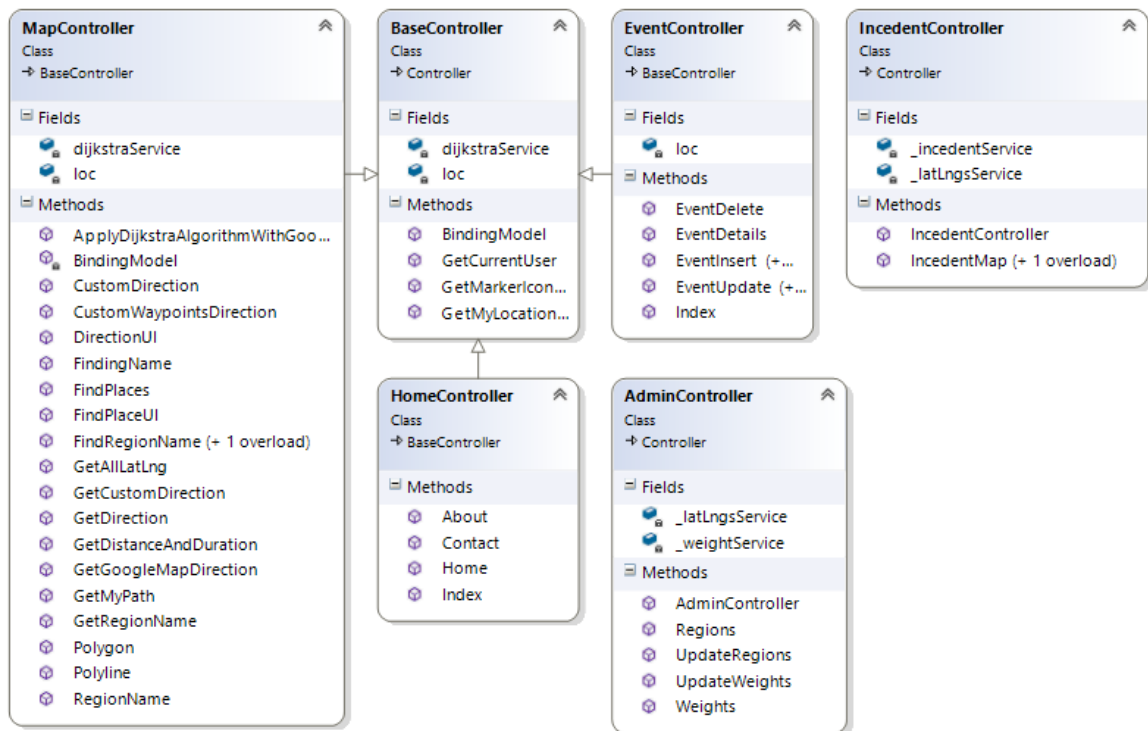 MapController
Class
BaseController
Fields
dijkstraService
loc
Methods
ApplyDijkstraAlgorithmWithGoo...
BindingModel
CustomDirection
CustomWaypointsDirection
DirectionUI
FindingName
FindPlaces
FindPlaceUI
FindRegionName (+ 1 overload)
GetAllLatLng
GetCustomDirection
GetDirection
GetDistanceAndDuration
GetGoogleMapDirection
GetMyPath
GetRegionName
Polygon
Polyline
RegionName
BaseController
Class
Controller
Fields
dijkstraService
loc
Methods
BindingModel
GetCurrentUser
GetMarkerIcon...
GetMyLocation...
EventController
Class
BaseController
Fields
loc
Methods
EventDelete
EventDetails
EventInsert (+...
EventUpdate (+...
Index
IncedentController
Class
Controller
Fields
_incedentService
_latLngsService
Methods
IncedentController
IncedentMap (+ 1 overload)
HomeController
Class
BaseController
Methods
About
Contact
Home
Index
AdminController
Class
Controller
Fields
_latLngsService
_weightService
Methods
AdminController
Regions
UpdateRegions
UpdateWeights
Weights